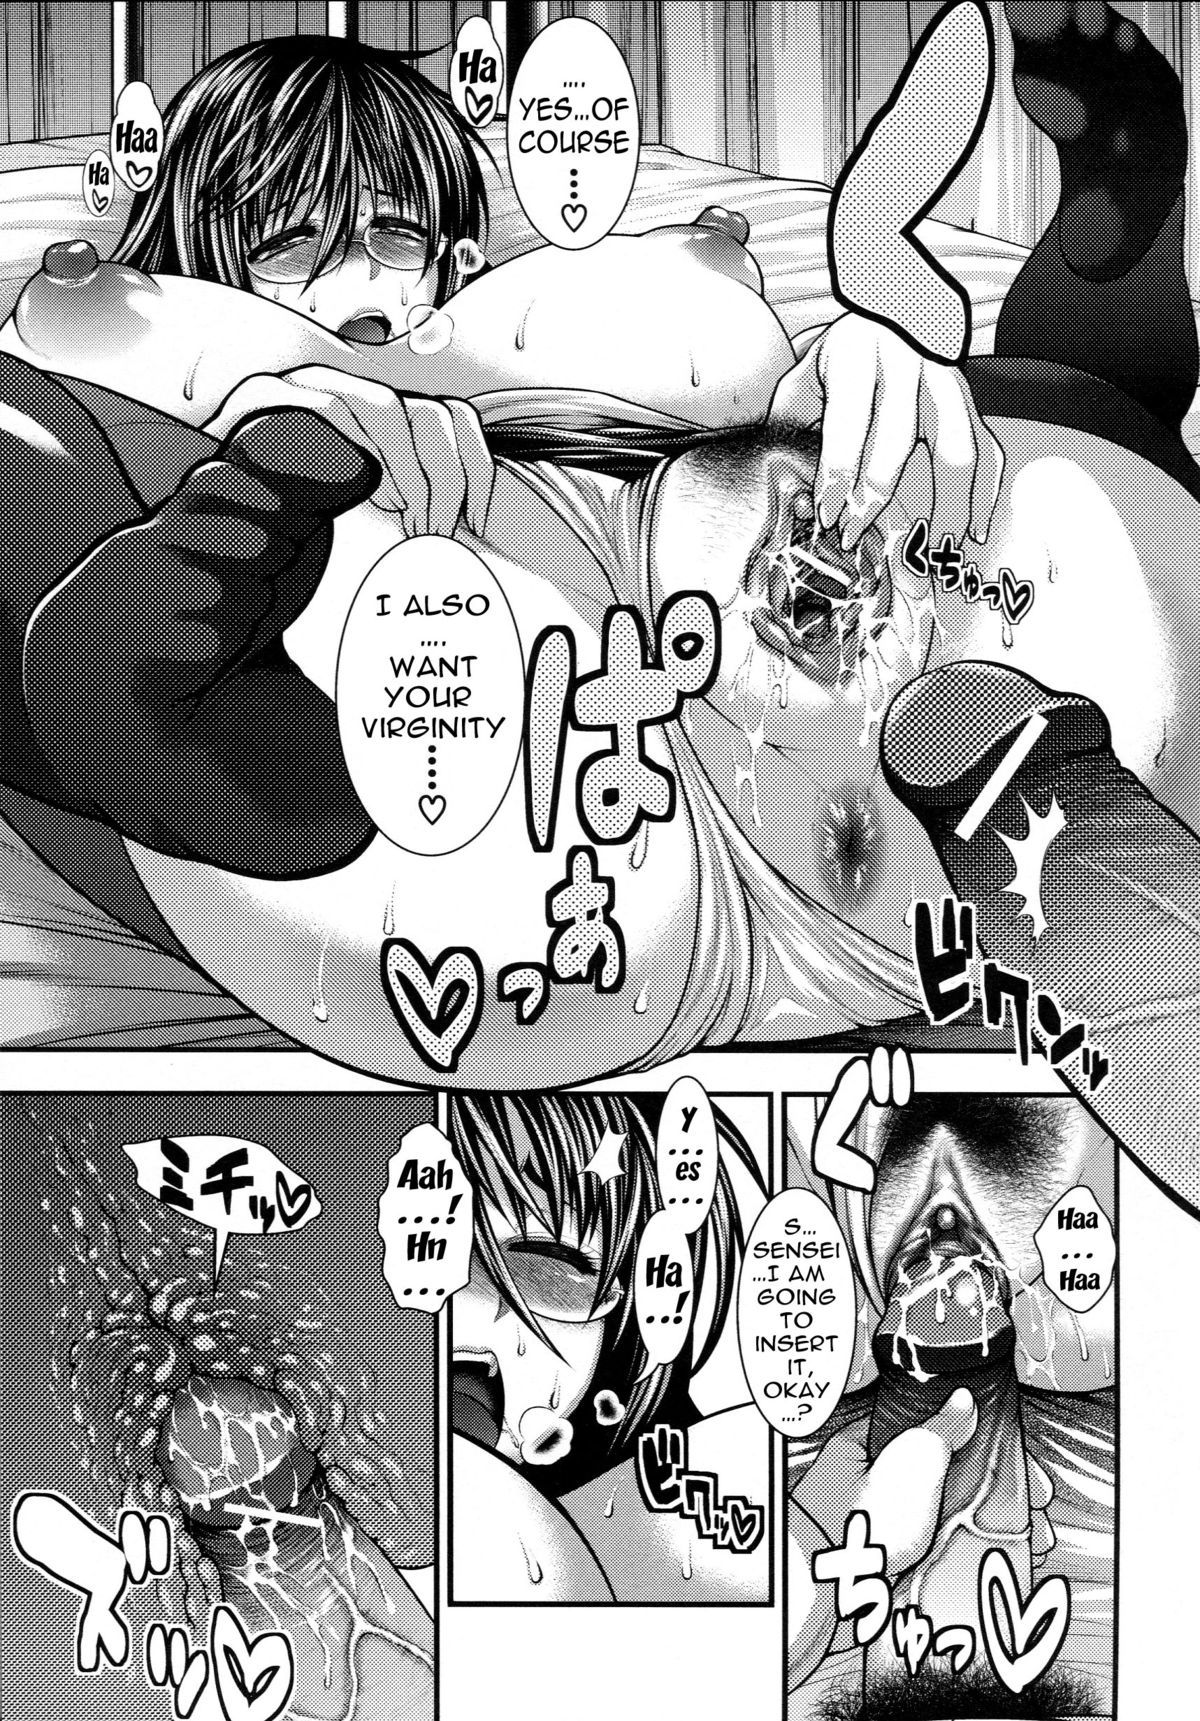 ....
YES...OF
COURSE
......♡
Ha
♡
Haa
♡
Ha
♡
くちゅっ♡
I ALSO
....
WANT
YOUR
VIRGINITY
......♡
ぱぁっ♡
ビクンッ
ぐ
Haa
...
Haa
S...
SENSEI
...I AM
GOING
TO
INSERT
IT,
OKAY
...?
ちゅっ♡
y
...
es
...
Ha
...!
ビクッ♡
Aah
...!
Hn
...
ミチッ♡
ズズッ♡